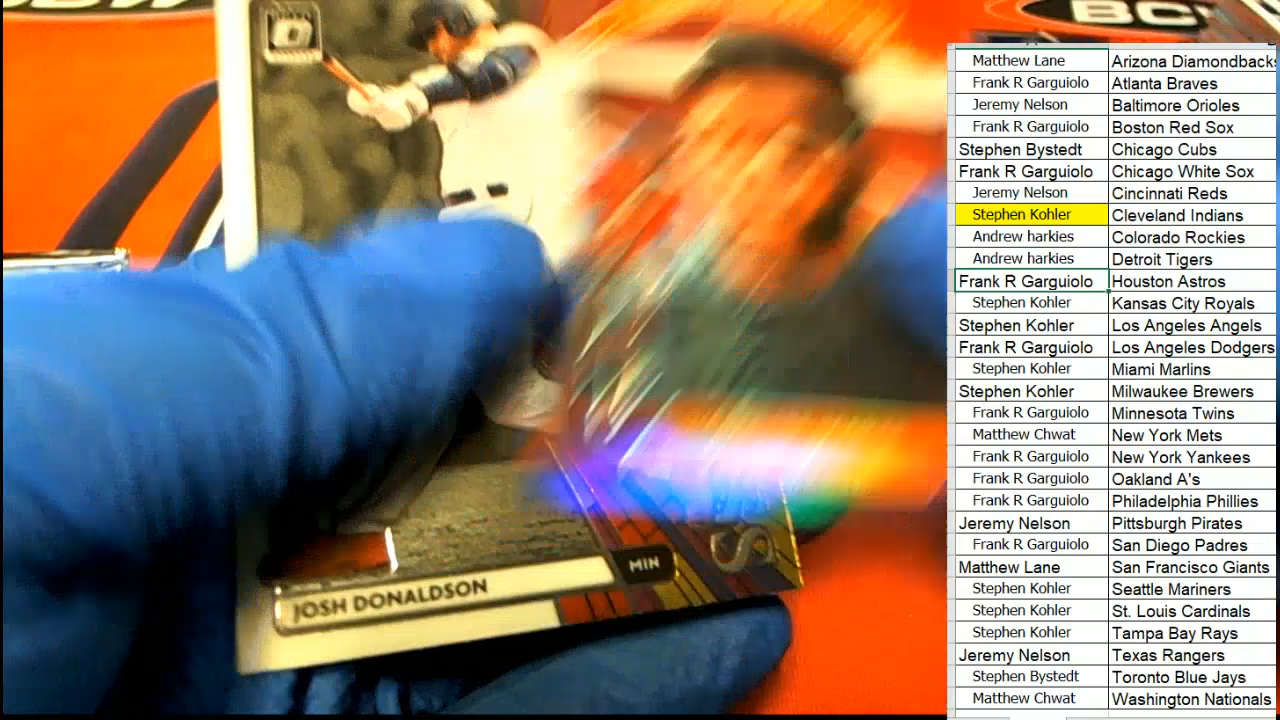 BC
D
JOSH DONALDSON
MIN
S
Matthew Lane Arizona Diamondbacks
Frank R Garguiolo Atlanta Braves
Jeremy Nelson Baltimore Orioles
Frank R Garguiolo Boston Red Sox
Stephen Bystedt Chicago Cubs
Frank R Garguiolo Chicago White Sox
Jeremy Nelson Cincinnati Reds
Stephen Kohler Cleveland Indians
Andrew harkies Colorado Rockies
Andrew harkies Detroit Tigers
Frank R Garguiolo Houston Astros
Stephen Kohler Kansas City Royals
Stephen Kohler Los Angeles Angels
Frank R Garguiolo Los Angeles Dodgers
Stephen Kohler Miami Marlins
Stephen Kohler Milwaukee Brewers
Frank R Garguiolo Minnesota Twins
Matthew Chwat New York Mets
Frank R Garguiolo New York Yankees
Frank R Garguiolo Oakland A's
Frank R Garguiolo Philadelphia Phillies
Jeremy Nelson Pittsburgh Pirates
Frank R Garguiolo San Diego Padres
Matthew Lane San Francisco Giants
Stephen Kohler Seattle Mariners
Stephen Kohler St. Louis Cardinals
Stephen Kohler Tampa Bay Rays
Jeremy Nelson Texas Rangers
Stephen Bystedt Toronto Blue Jays
Matthew Chwat Washington Nationals